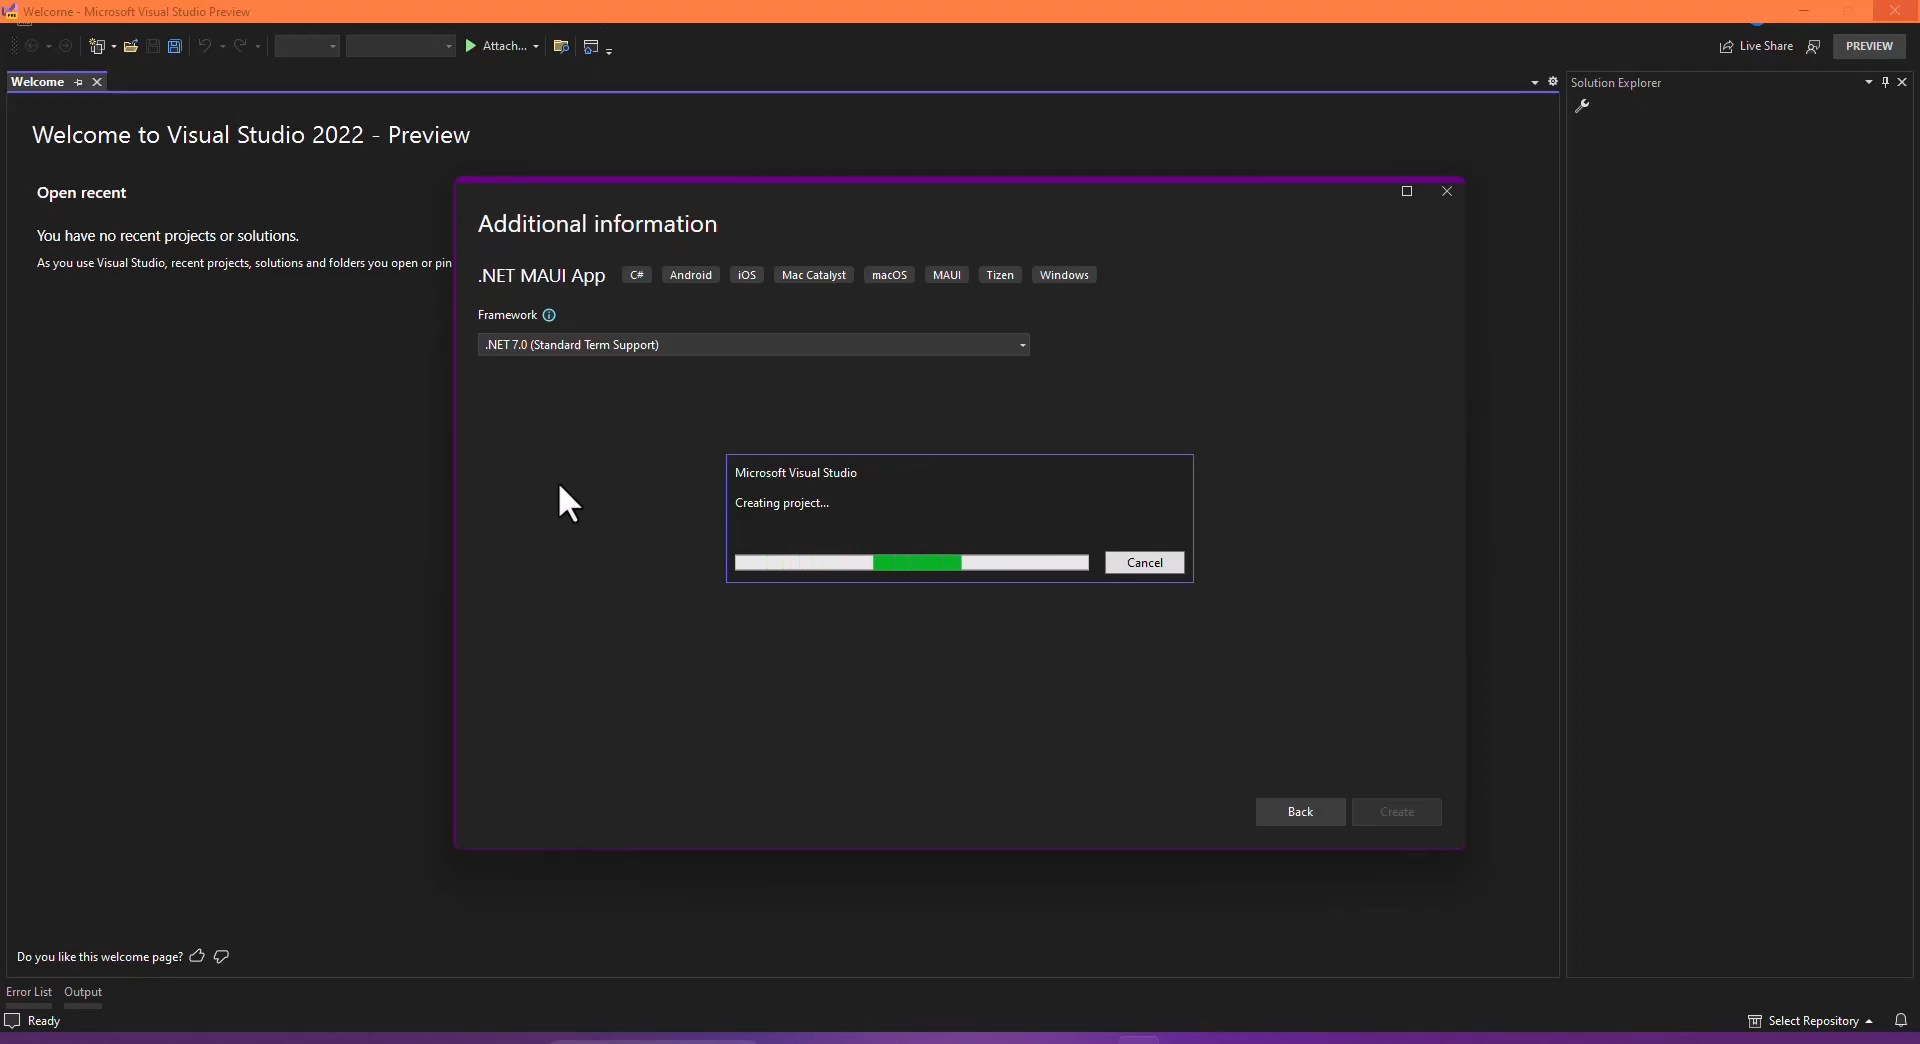 Welcome - Microsoft Visual Studio Preview
Attach...
Live Share
PREVIEW
Welcome
Solution Explorer
Welcome to Visual Studio 2022 - Preview
Open recent
You have no recent projects or solutions.
As you use Visual Studio, recent projects, solutions and folders you open or pin
Additional information
.NET MAUI App C# Android iOS Mac Catalyst macOS MAUI Tizen Windows
Framework
.NET 7.0 (Standard Term Support)
Microsoft Visual Studio
Creating project...
Cancel
Back Create
Do you like this welcome page?
Error List Output
Ready
Select Repository